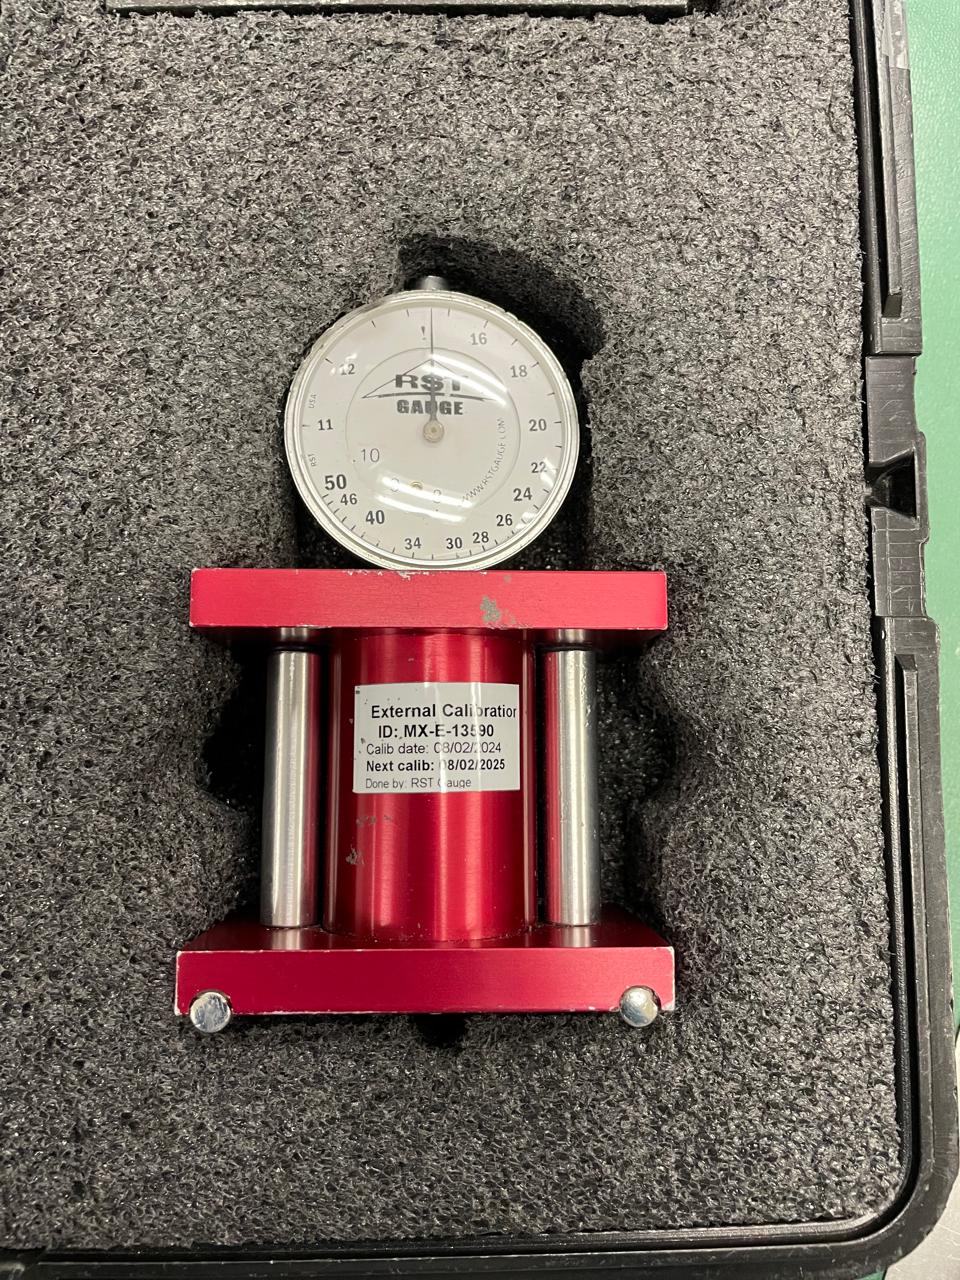 16
12
18
RST
GAUGE
USA
11
20
WWW.RSTGAUGE.COM
RST
10
22
50
46
24
40
26
34
30
28
External Calibration
ID: MX-E-13590
Calib date: 08/02/2024
Next calib: 08/02/2025
Done by: RST Gauge